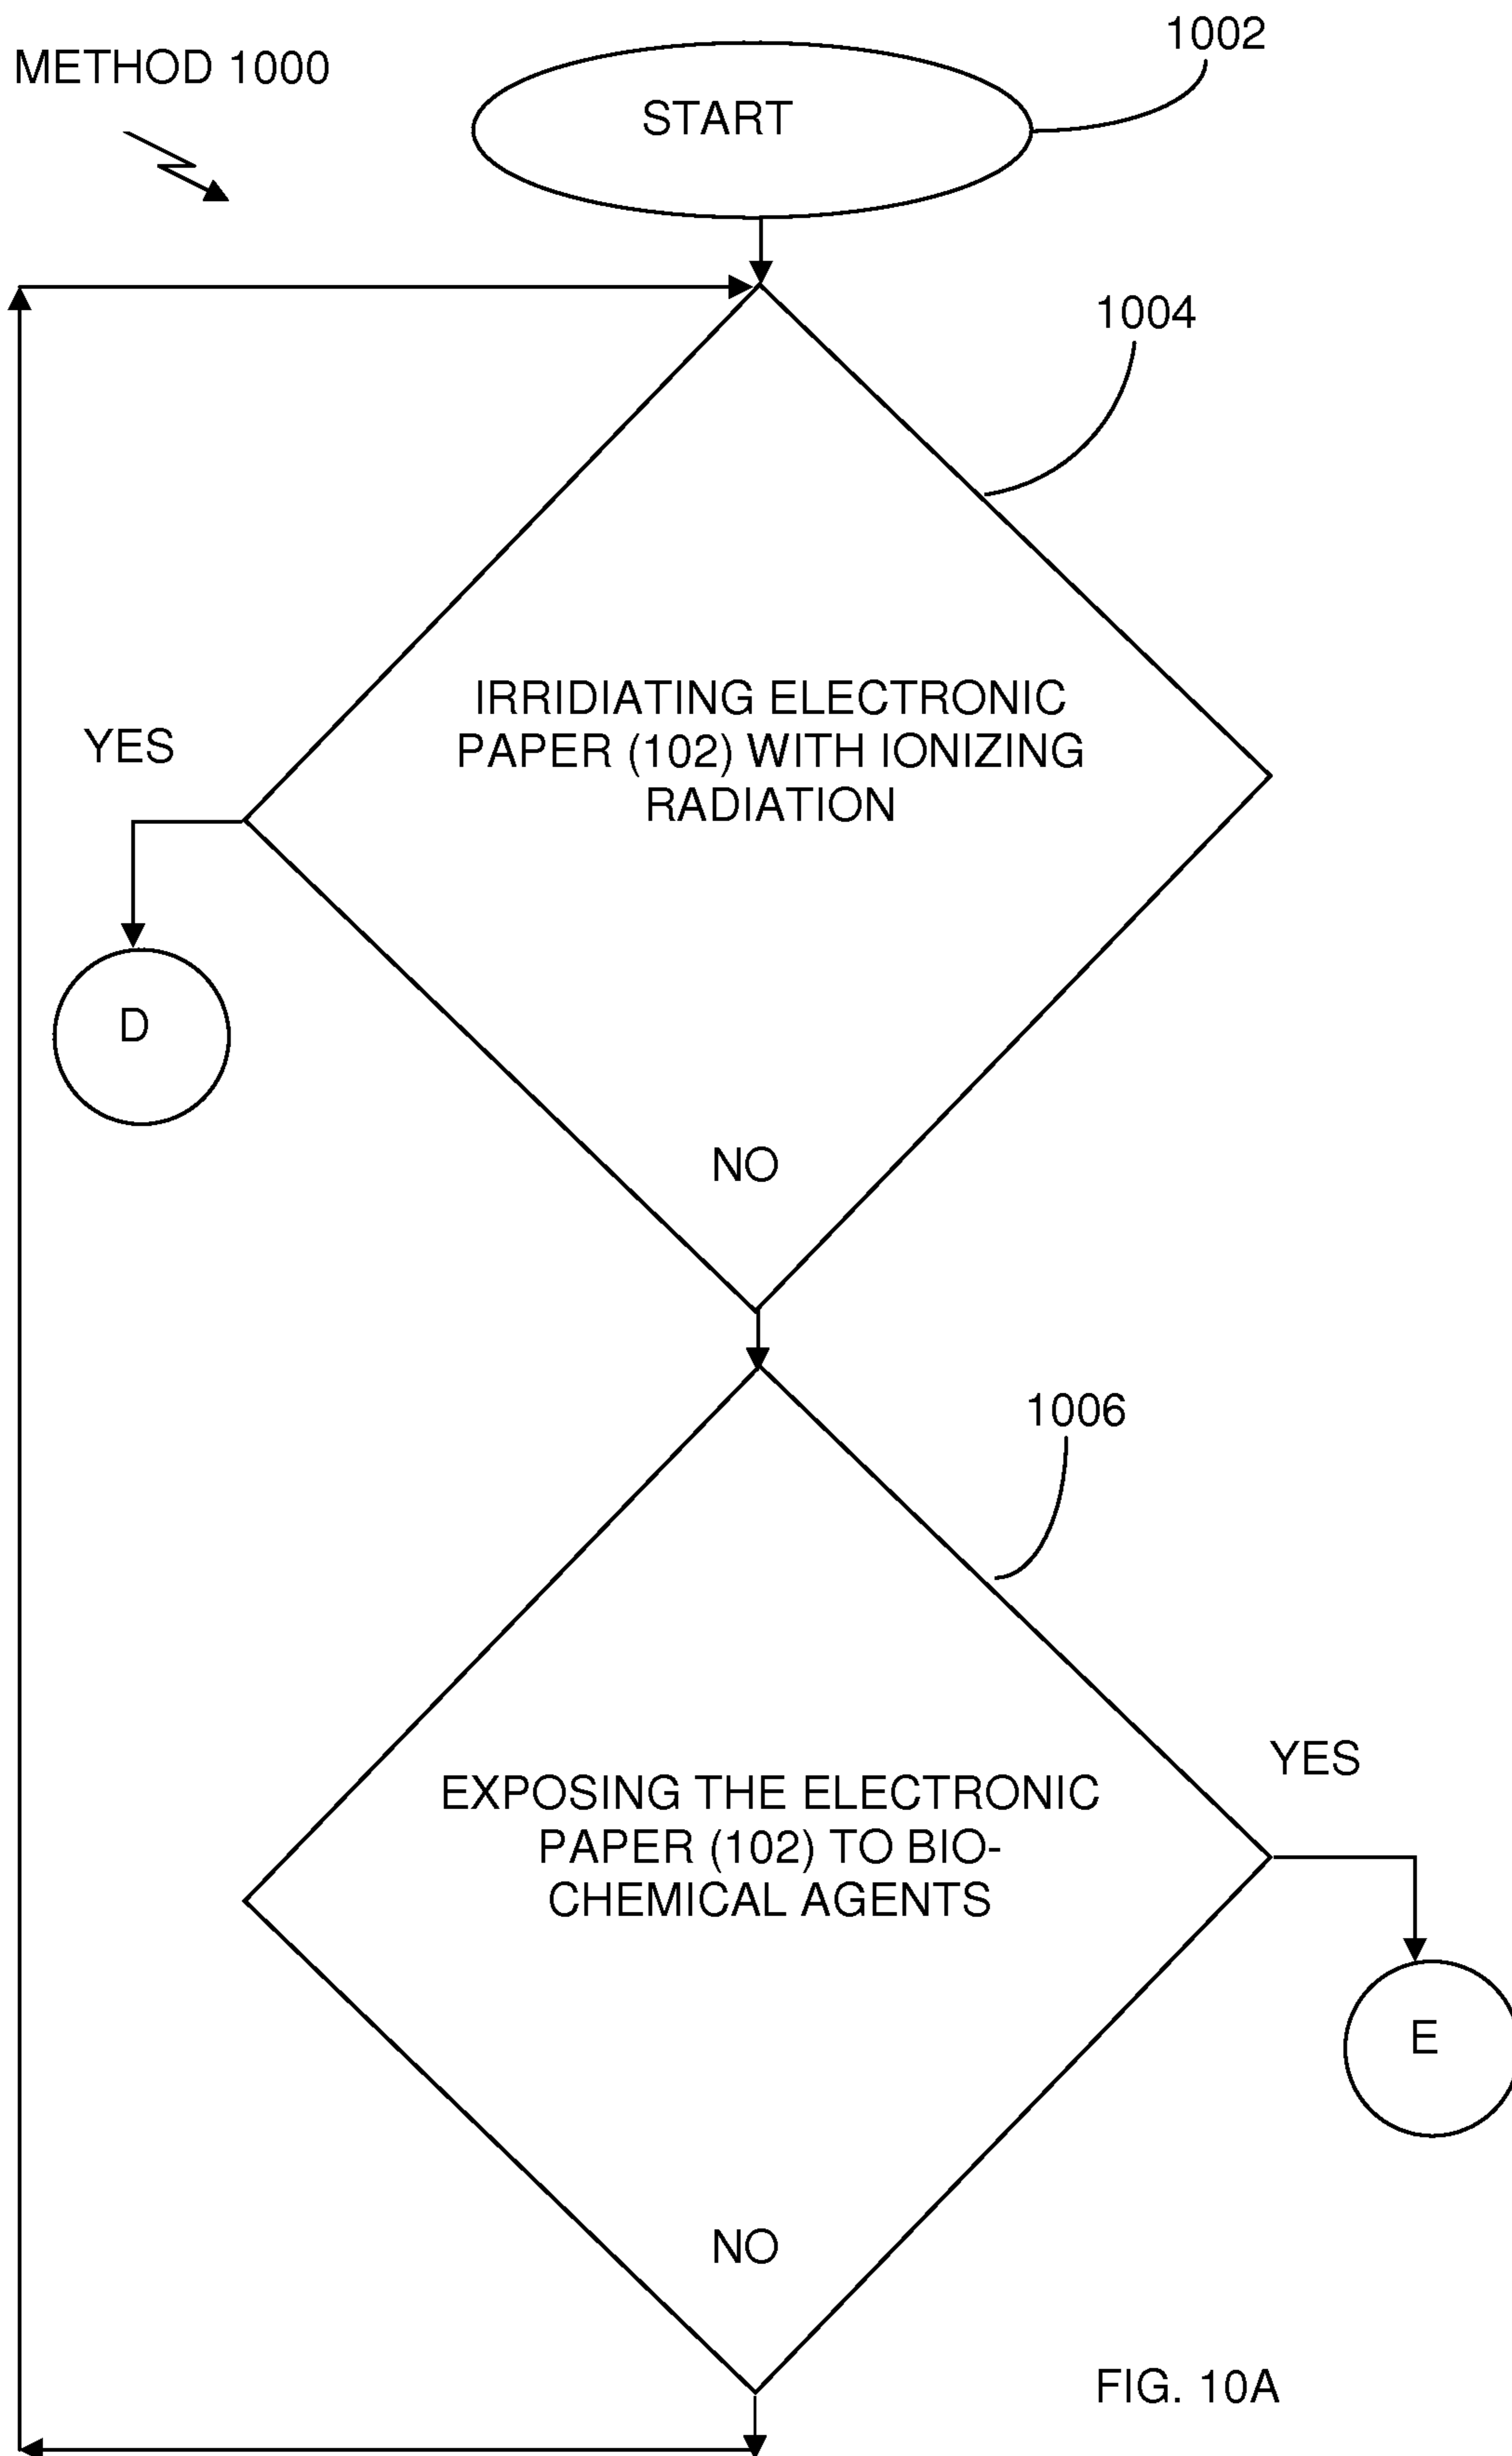 METHOD 1000
1002
START
1004
IRRIDIATING ELECTRONIC
PAPER (102) WITH IONIZING
RADIATION
YES
D
NO
1006
EXPOSING THE ELECTRONIC
PAPER (102) TO BIO-
CHEMICAL AGENTS
YES
E
NO
FIG. 10A